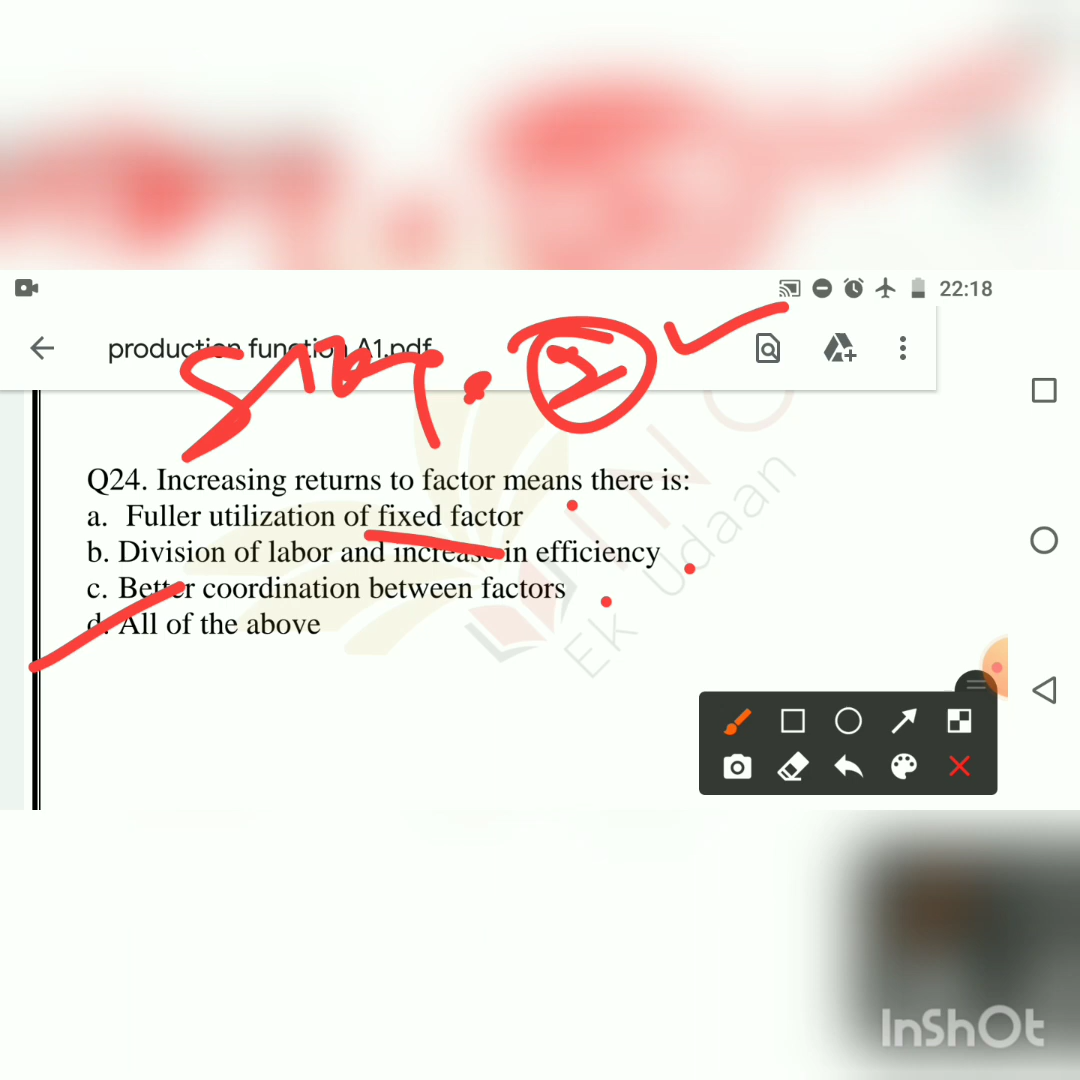 22:18
production function A1.pdf
Q24. Increasing returns to factor means there is:
a. Fuller utilization of fixed factor
b. Division of labor and increase in efficiency
c. Better coordination between factors
d. All of the above
Ek Udaan
InShOt